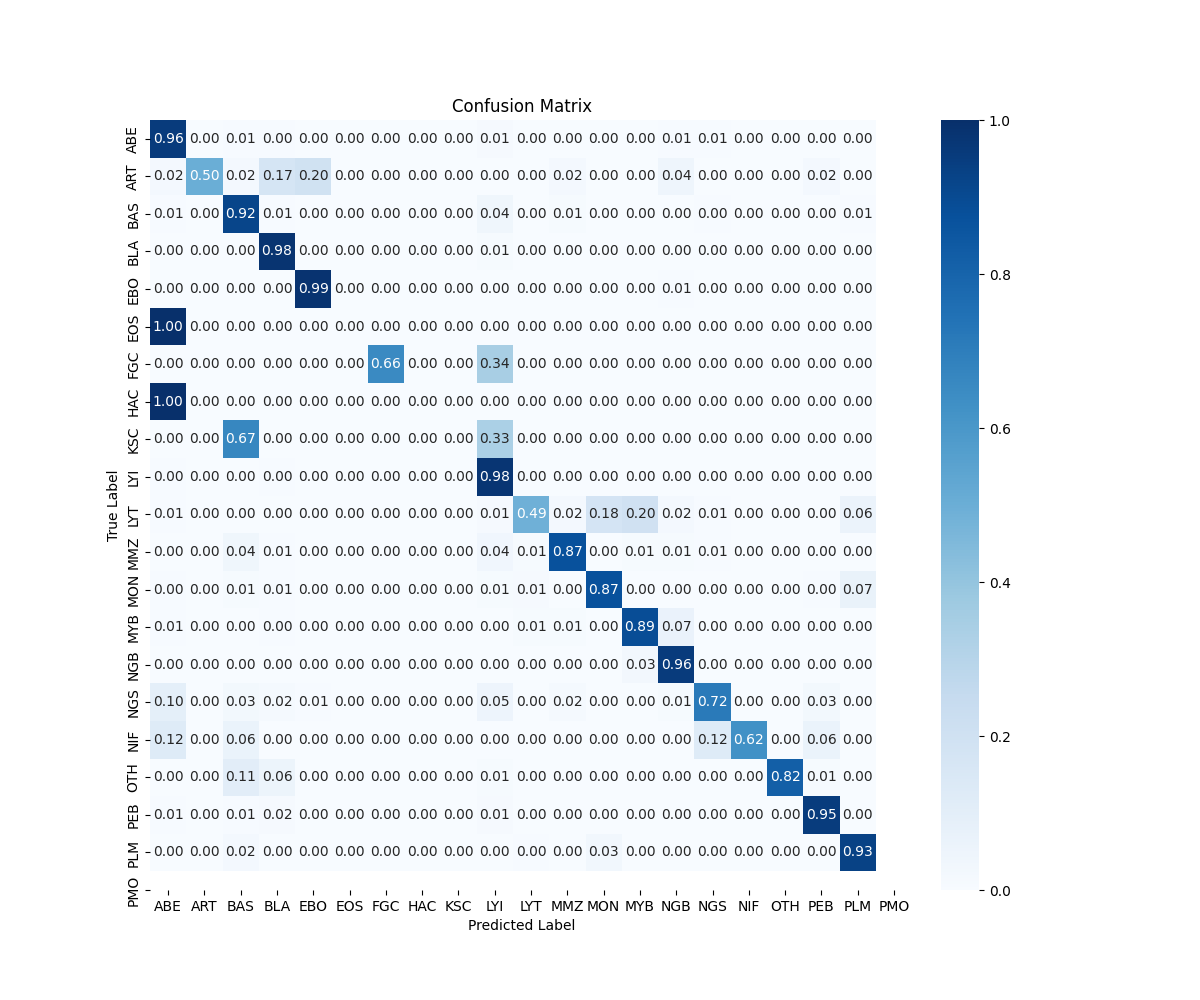 Confusion Matrix
ABE 0.96 0.00 0.01 0.00 0.00 0.00 0.00 0.00 0.00 0.01 0.00 0.00 0.00 0.00 0.01 0.01 0.00 0.00 0.00 0.00 1.0
ART 0.02 0.50 0.02 0.17 0.20 0.00 0.00 0.00 0.00 0.00 0.00 0.02 0.00 0.00 0.04 0.00 0.00 0.00 0.02 0.00
BAS 0.01 0.00 0.92 0.01 0.00 0.00 0.00 0.00 0.00 0.04 0.00 0.01 0.00 0.00 0.00 0.00 0.00 0.00 0.00 0.01
BLA 0.00 0.00 0.00 0.98 0.00 0.00 0.00 0.00 0.00 0.01 0.00 0.00 0.00 0.00 0.00 0.00 0.00 0.00 0.00 0.00
0.8
EBO 0.00 0.00 0.00 0.00 0.99 0.00 0.00 0.00 0.00 0.00 0.00 0.00 0.00 0.00 0.01 0.00 0.00 0.00 0.00 0.00
EOS 1.00 0.00 0.00 0.00 0.00 0.00 0.00 0.00 0.00 0.00 0.00 0.00 0.00 0.00 0.00 0.00 0.00 0.00 0.00 0.00
FGC 0.00 0.00 0.00 0.00 0.00 0.00 0.66 0.00 0.00 0.34 0.00 0.00 0.00 0.00 0.00 0.00 0.00 0.00 0.00 0.00
HAC 1.00 0.00 0.00 0.00 0.00 0.00 0.00 0.00 0.00 0.00 0.00 0.00 0.00 0.00 0.00 0.00 0.00 0.00 0.00 0.00
KSC 0.00 0.00 0.67 0.00 0.00 0.00 0.00 0.00 0.00 0.33 0.00 0.00 0.00 0.00 0.00 0.00 0.00 0.00 0.00 0.00 0.6
True Label
LYI 0.00 0.00 0.00 0.00 0.00 0.00 0.00 0.00 0.00 0.98 0.00 0.00 0.00 0.00 0.00 0.00 0.00 0.00 0.00 0.00
LYT 0.01 0.00 0.00 0.00 0.00 0.00 0.00 0.00 0.00 0.01 0.49 0.02 0.18 0.20 0.02 0.01 0.00 0.00 0.00 0.06
MMZ 0.00 0.00 0.04 0.01 0.00 0.00 0.00 0.00 0.00 0.04 0.01 0.87 0.00 0.01 0.01 0.01 0.00 0.00 0.00 0.00
0.4
MON 0.00 0.00 0.01 0.01 0.00 0.00 0.00 0.00 0.00 0.01 0.01 0.00 0.87 0.00 0.00 0.00 0.00 0.00 0.00 0.07
MYB 0.01 0.00 0.00 0.00 0.00 0.00 0.00 0.00 0.00 0.00 0.01 0.01 0.00 0.89 0.07 0.00 0.00 0.00 0.00 0.00
NGB 0.00 0.00 0.00 0.00 0.00 0.00 0.00 0.00 0.00 0.00 0.00 0.00 0.00 0.03 0.96 0.00 0.00 0.00 0.00 0.00
NGS 0.10 0.00 0.03 0.02 0.01 0.00 0.00 0.00 0.00 0.05 0.00 0.02 0.00 0.00 0.01 0.72 0.00 0.00 0.03 0.00
NIF 0.12 0.00 0.06 0.00 0.00 0.00 0.00 0.00 0.00 0.00 0.00 0.00 0.00 0.00 0.00 0.12 0.62 0.00 0.06 0.00 0.2
OTH 0.00 0.00 0.11 0.06 0.00 0.00 0.00 0.00 0.00 0.01 0.00 0.00 0.00 0.00 0.00 0.00 0.00 0.82 0.01 0.00
PEB 0.01 0.00 0.01 0.02 0.00 0.00 0.00 0.00 0.00 0.01 0.00 0.00 0.00 0.00 0.00 0.00 0.00 0.00 0.95 0.00
PLM 0.00 0.00 0.02 0.00 0.00 0.00 0.00 0.00 0.00 0.00 0.00 0.00 0.03 0.00 0.00 0.00 0.00 0.00 0.00 0.93
PMO 0.0
ABE ART BAS BLA EBO EOS FGC HAC KSC LYI LYT MMZ MON MYB NGB NGS NIF OTH PEB PLM PMO
Predicted Label